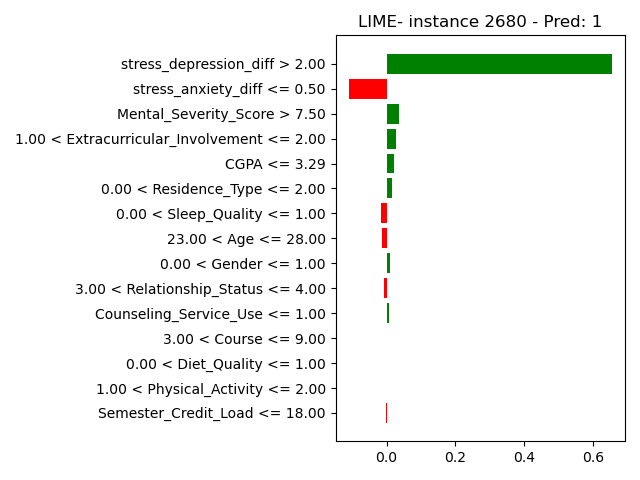 LIME- instance 2680 - Pred: 1
stress_depression_diff > 2.00
stress_anxiety_diff <= 0.50
Mental_Severity_Score > 7.50
1.00 < Extracurricular_Involvement <= 2.00
CGPA <= 3.29
0.00 < Residence_Type <= 2.00
0.00 < Sleep_Quality <= 1.00
23.00 < Age <= 28.00
0.00 < Gender <= 1.00
3.00 < Relationship_Status <= 4.00
Counseling_Service_Use <= 1.00
3.00 < Course <= 9.00
0.00 < Diet_Quality <= 1.00
1.00 < Physical_Activity <= 2.00
Semester_Credit_Load <= 18.00
0.0 0.2 0.4 0.6